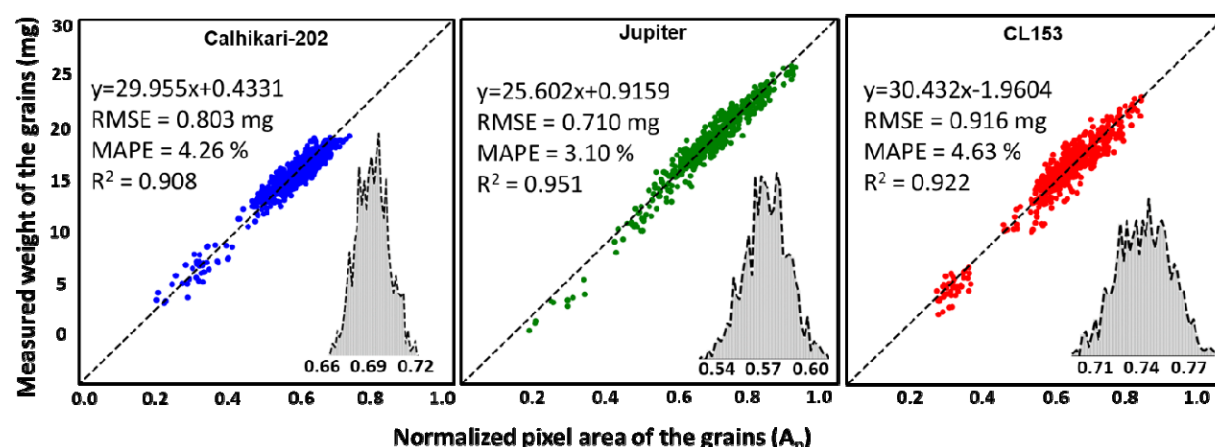 Measured weight of the grains (mg)
30
25
20
15
10
5
0
Calhikari-202
y=29.955x+0.4331
RMSE = 0.803 mg
MAPE = 4.26 %
R² = 0.908
0.66 0.69 0.72
0.0 0.2 0.4 0.6 0.8 1.0
Jupiter
y=25.602x+0.9159
RMSE = 0.710 mg
MAPE = 3.10 %
R² = 0.951
0.54 0.57 0.60
0.2 0.4 0.6 0.8 1.0
CL153
y=30.432x-1.9604
RMSE = 0.916 mg
MAPE = 4.63 %
R² = 0.922
0.71 0.74 0.77
0.2 0.4 0.6 0.8 1.0
Normalized pixel area of the grains (Aₙ)